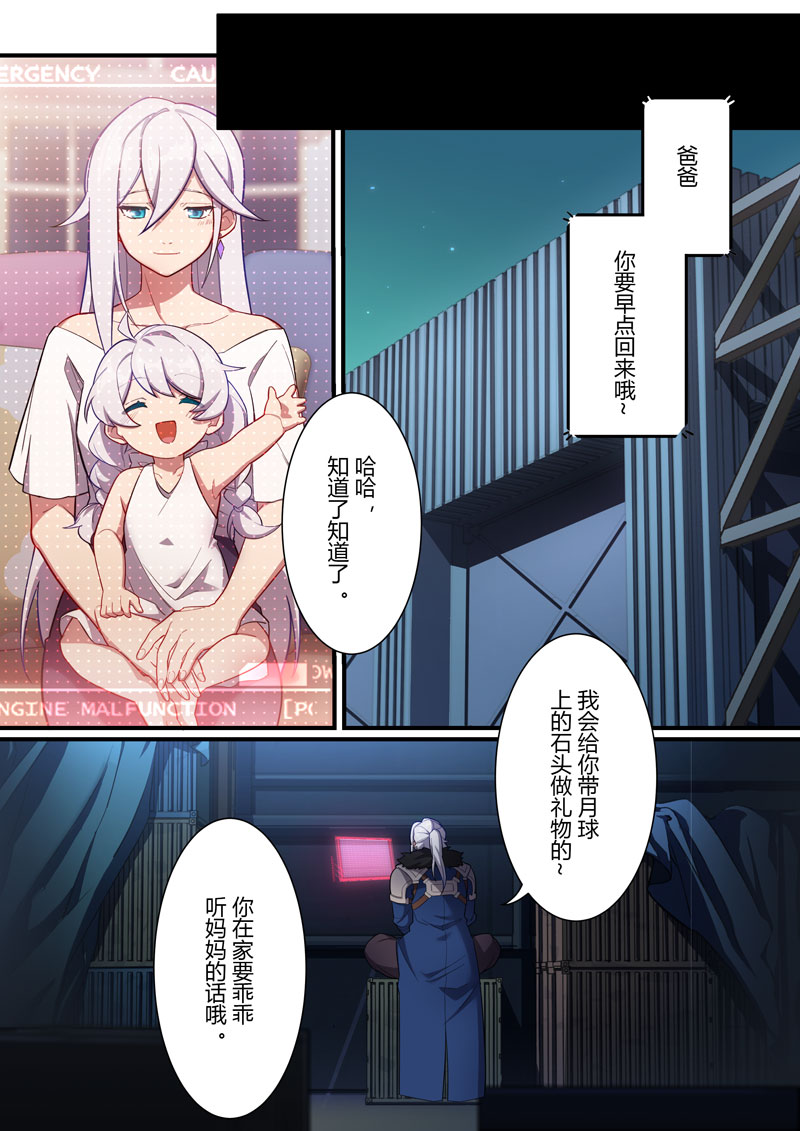 爸爸
你要早点回来哦~
ERGENCY CAU
哈哈，
知道了知道了。
NGINE MALFUNCTION [PO
OW
我会给你带月球
上的石头做礼物的~
你在家要乖乖
听妈妈的话哦。